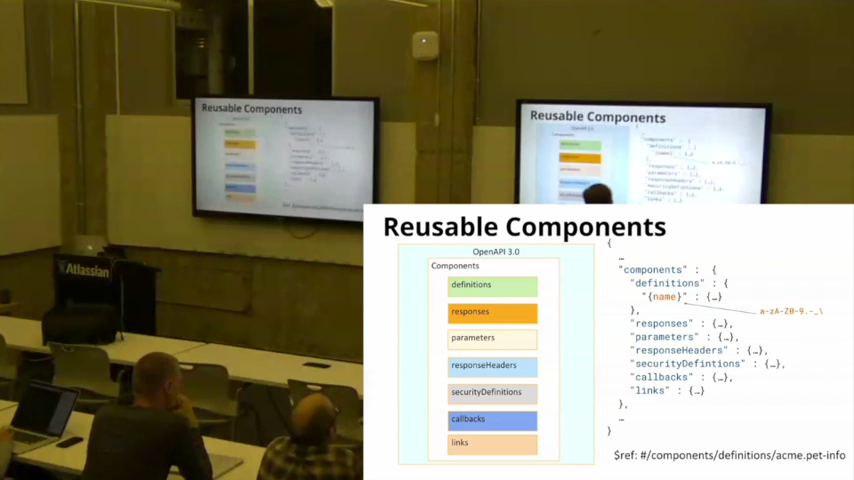 Reusable Components
Reusable Components
Atlassian
Reusable Components
OpenAPI 3.0
Components
definitions
responses
parameters
responseHeaders
securityDefinitions
callbacks
links
{
…
"components" : {
"definitions" : {
"{name}" : {…}
a-zA-Z0-9.-_\
},
"responses" : {…},
"parameters" : {…},
"responseHeaders" : {…},
"securityDefintions" : {…},
"callbacks" : {…},
"links" : {…}
},
…
}
$ref: #/components/definitions/acme.pet-info